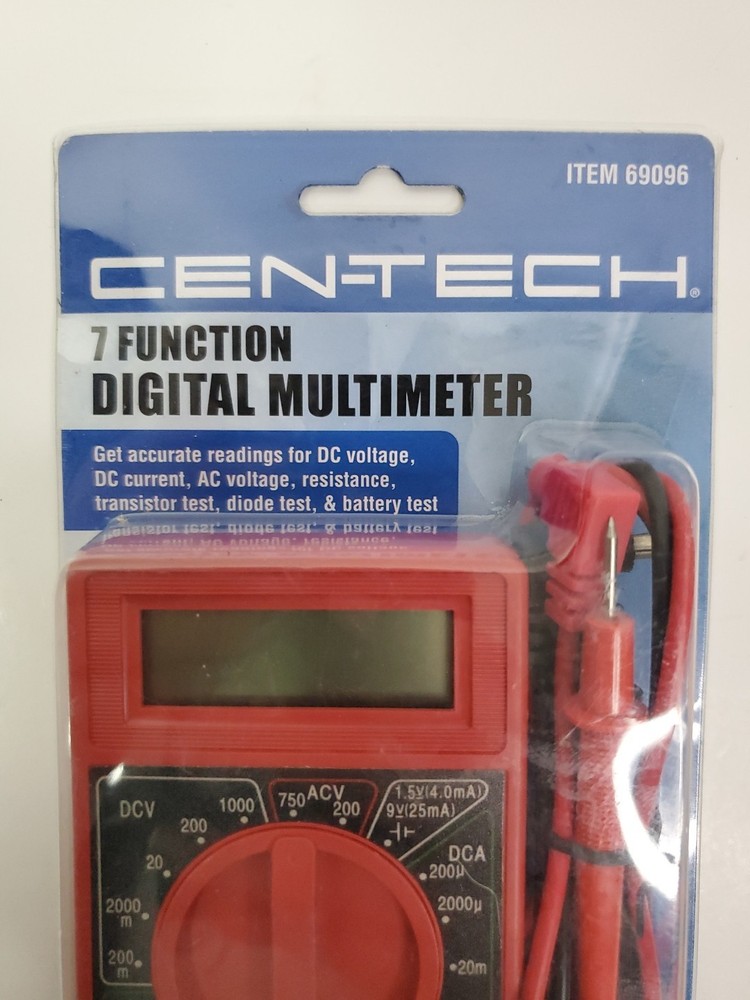 ITEM 69096
CEN-TECH®
7 FUNCTION
DIGITAL MULTIMETER
Get accurate readings for DC voltage,
DC current, AC voltage, resistance,
transistor test, diode test, & battery test
DCV
1000
200
20
2000
m
200
m
ACV
750
200
1.5V(4.0mA)
9V(25mA)
DCA
200µ
2000µ
20m